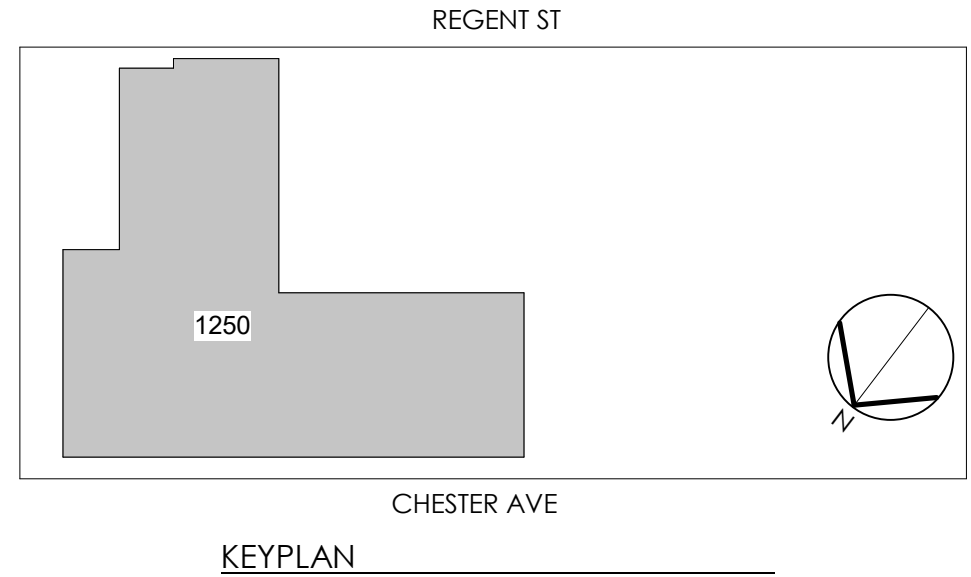 REGENT ST
1250
N
CHESTER AVE
KEYPLAN